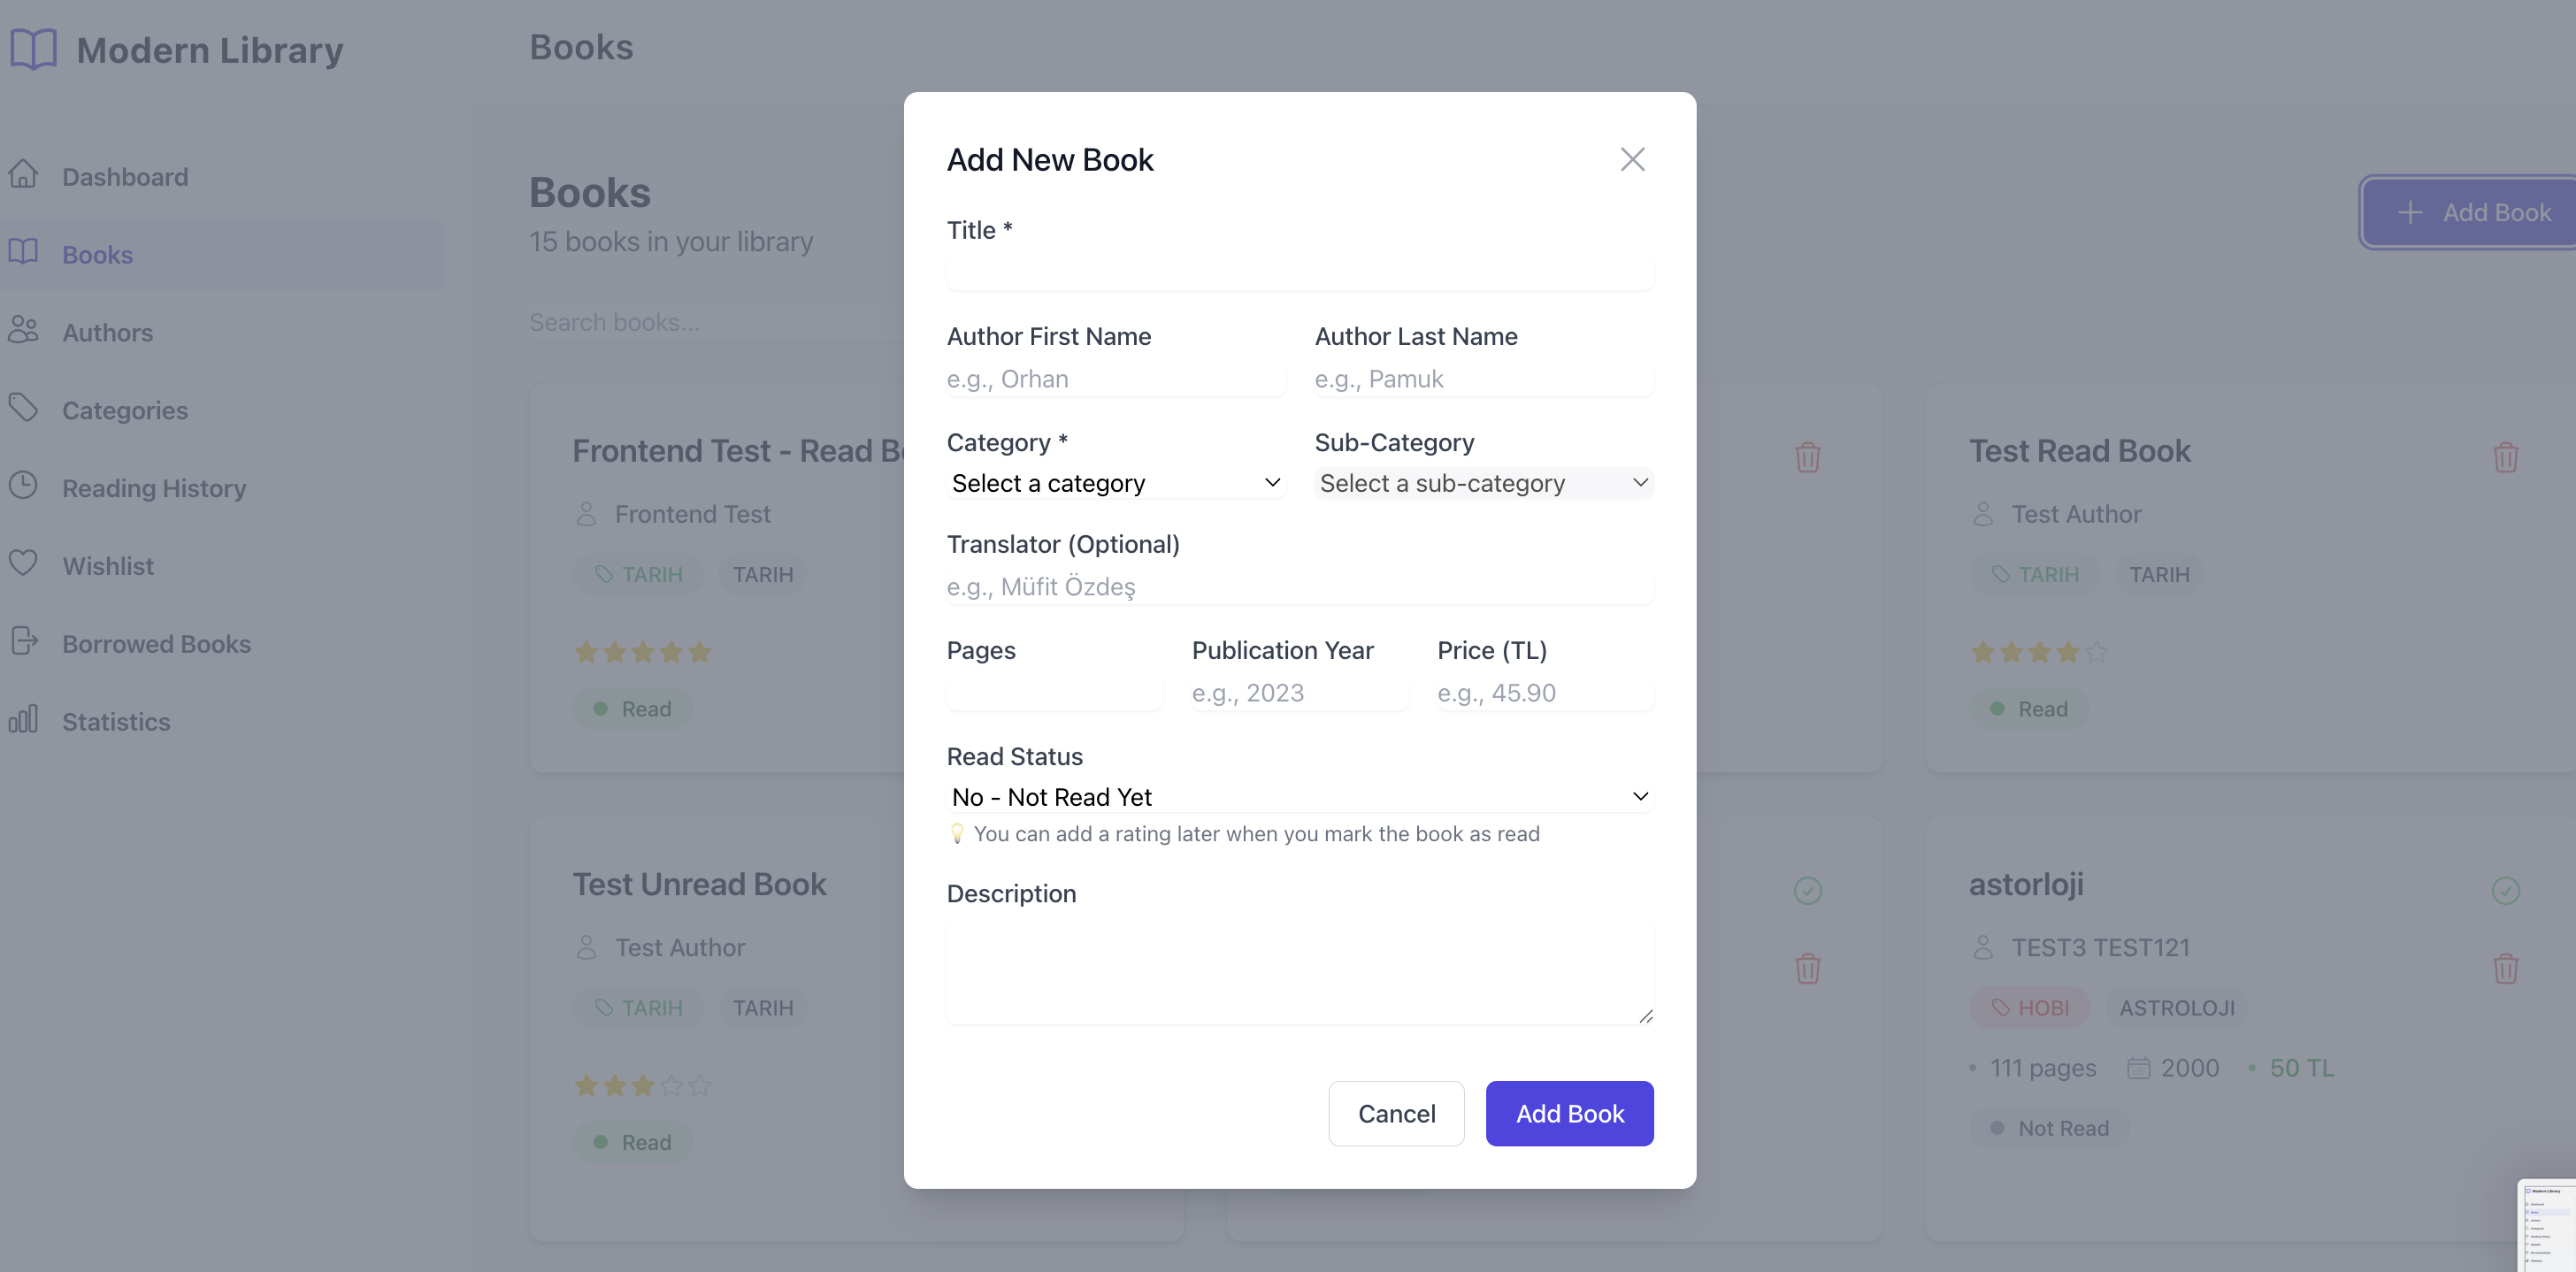 Modern Library
Books
Dashboard
Books
Authors
Categories
Reading History
Wishlist
Borrowed Books
Statistics
Books
15 books in your library
Add Book
Search books...
Frontend Test - Read B
Frontend Test
TARIH TARIH
Read
Test Read Book
Test Author
TARIH TARIH
Read
Test Unread Book
Test Author
TARIH TARIH
Read
astorloji
TEST3 TEST121
HOBI ASTROLOJI
• 111 pages 2000 • 50 TL
Not Read
Add New Book
Title *
Author First Name Author Last Name
e.g., Orhan e.g., Pamuk
Category * Sub-Category
Select a category Select a sub-category
Translator (Optional)
e.g., Müfit Özdeş
Pages Publication Year Price (TL)
e.g., 2023 e.g., 45.90
Read Status
No - Not Read Yet
💡 You can add a rating later when you mark the book as read
Description
Cancel Add Book